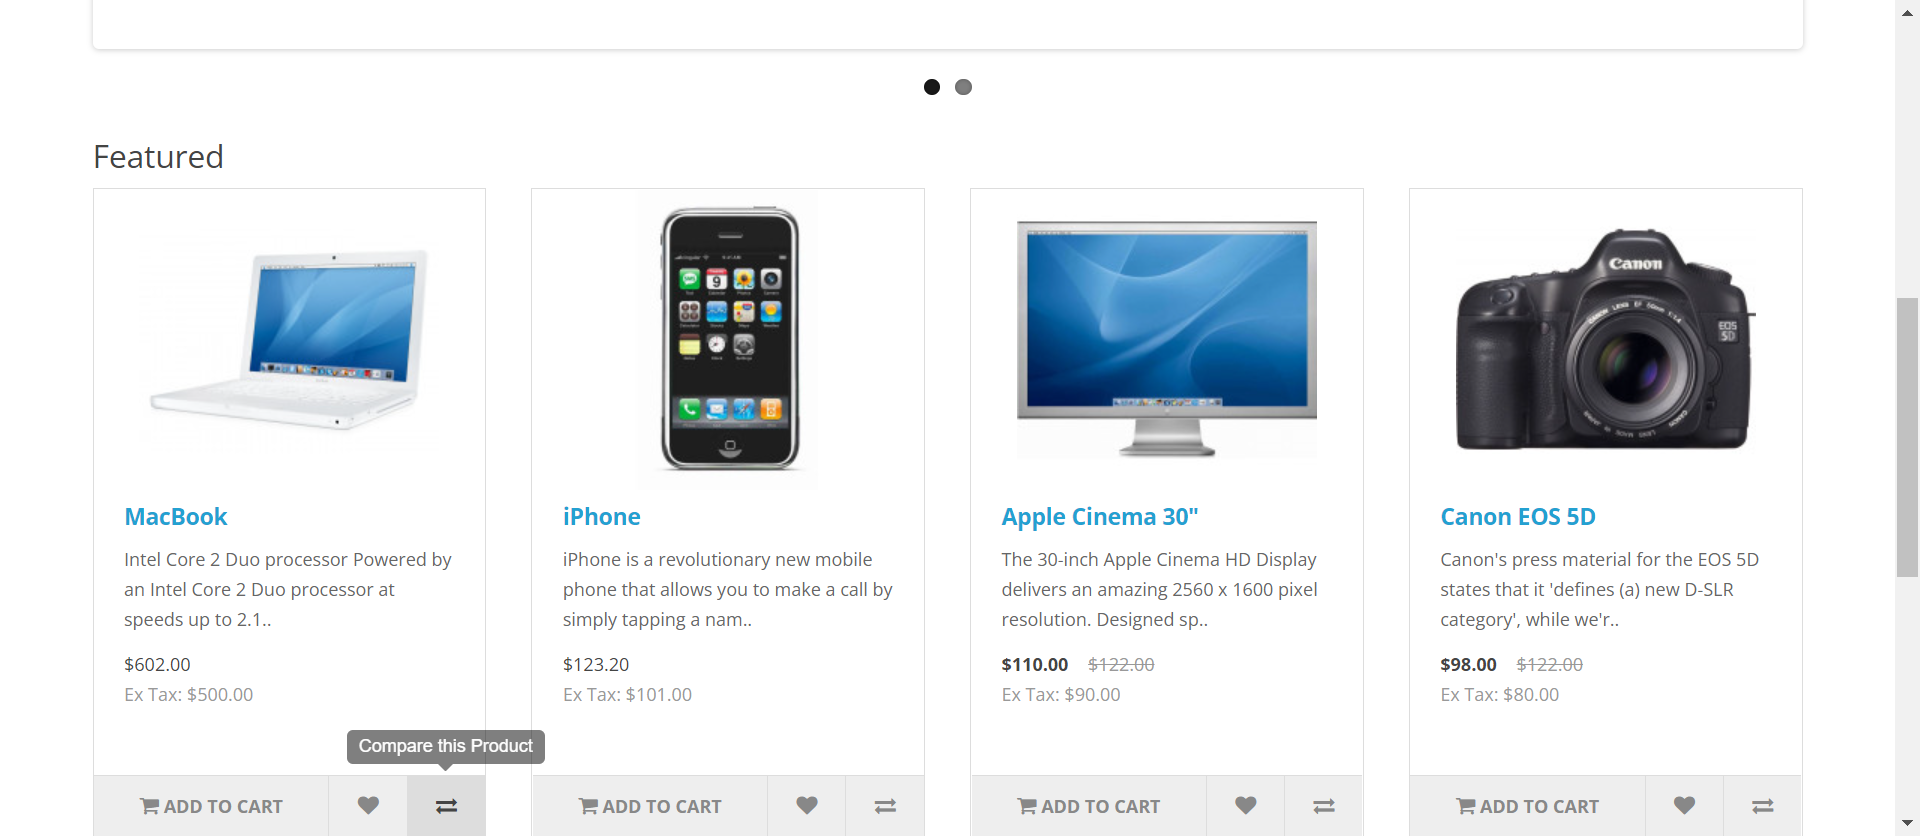 Featured
Canon
EOS
5D
MacBook
Intel Core 2 Duo processor Powered by
an Intel Core 2 Duo processor at
speeds up to 2.1..
$602.00
Ex Tax: $500.00
Compare this Product
ADD TO CART
iPhone
iPhone is a revolutionary new mobile
phone that allows you to make a call by
simply tapping a nam..
$123.20
Ex Tax: $101.00
ADD TO CART
Apple Cinema 30"
The 30-inch Apple Cinema HD Display
delivers an amazing 2560 x 1600 pixel
resolution. Designed sp..
$110.00 $122.00
Ex Tax: $90.00
ADD TO CART
Canon EOS 5D
Canon's press material for the EOS 5D
states that it 'defines (a) new D-SLR
category', while we'r..
$98.00 $122.00
Ex Tax: $80.00
ADD TO CART